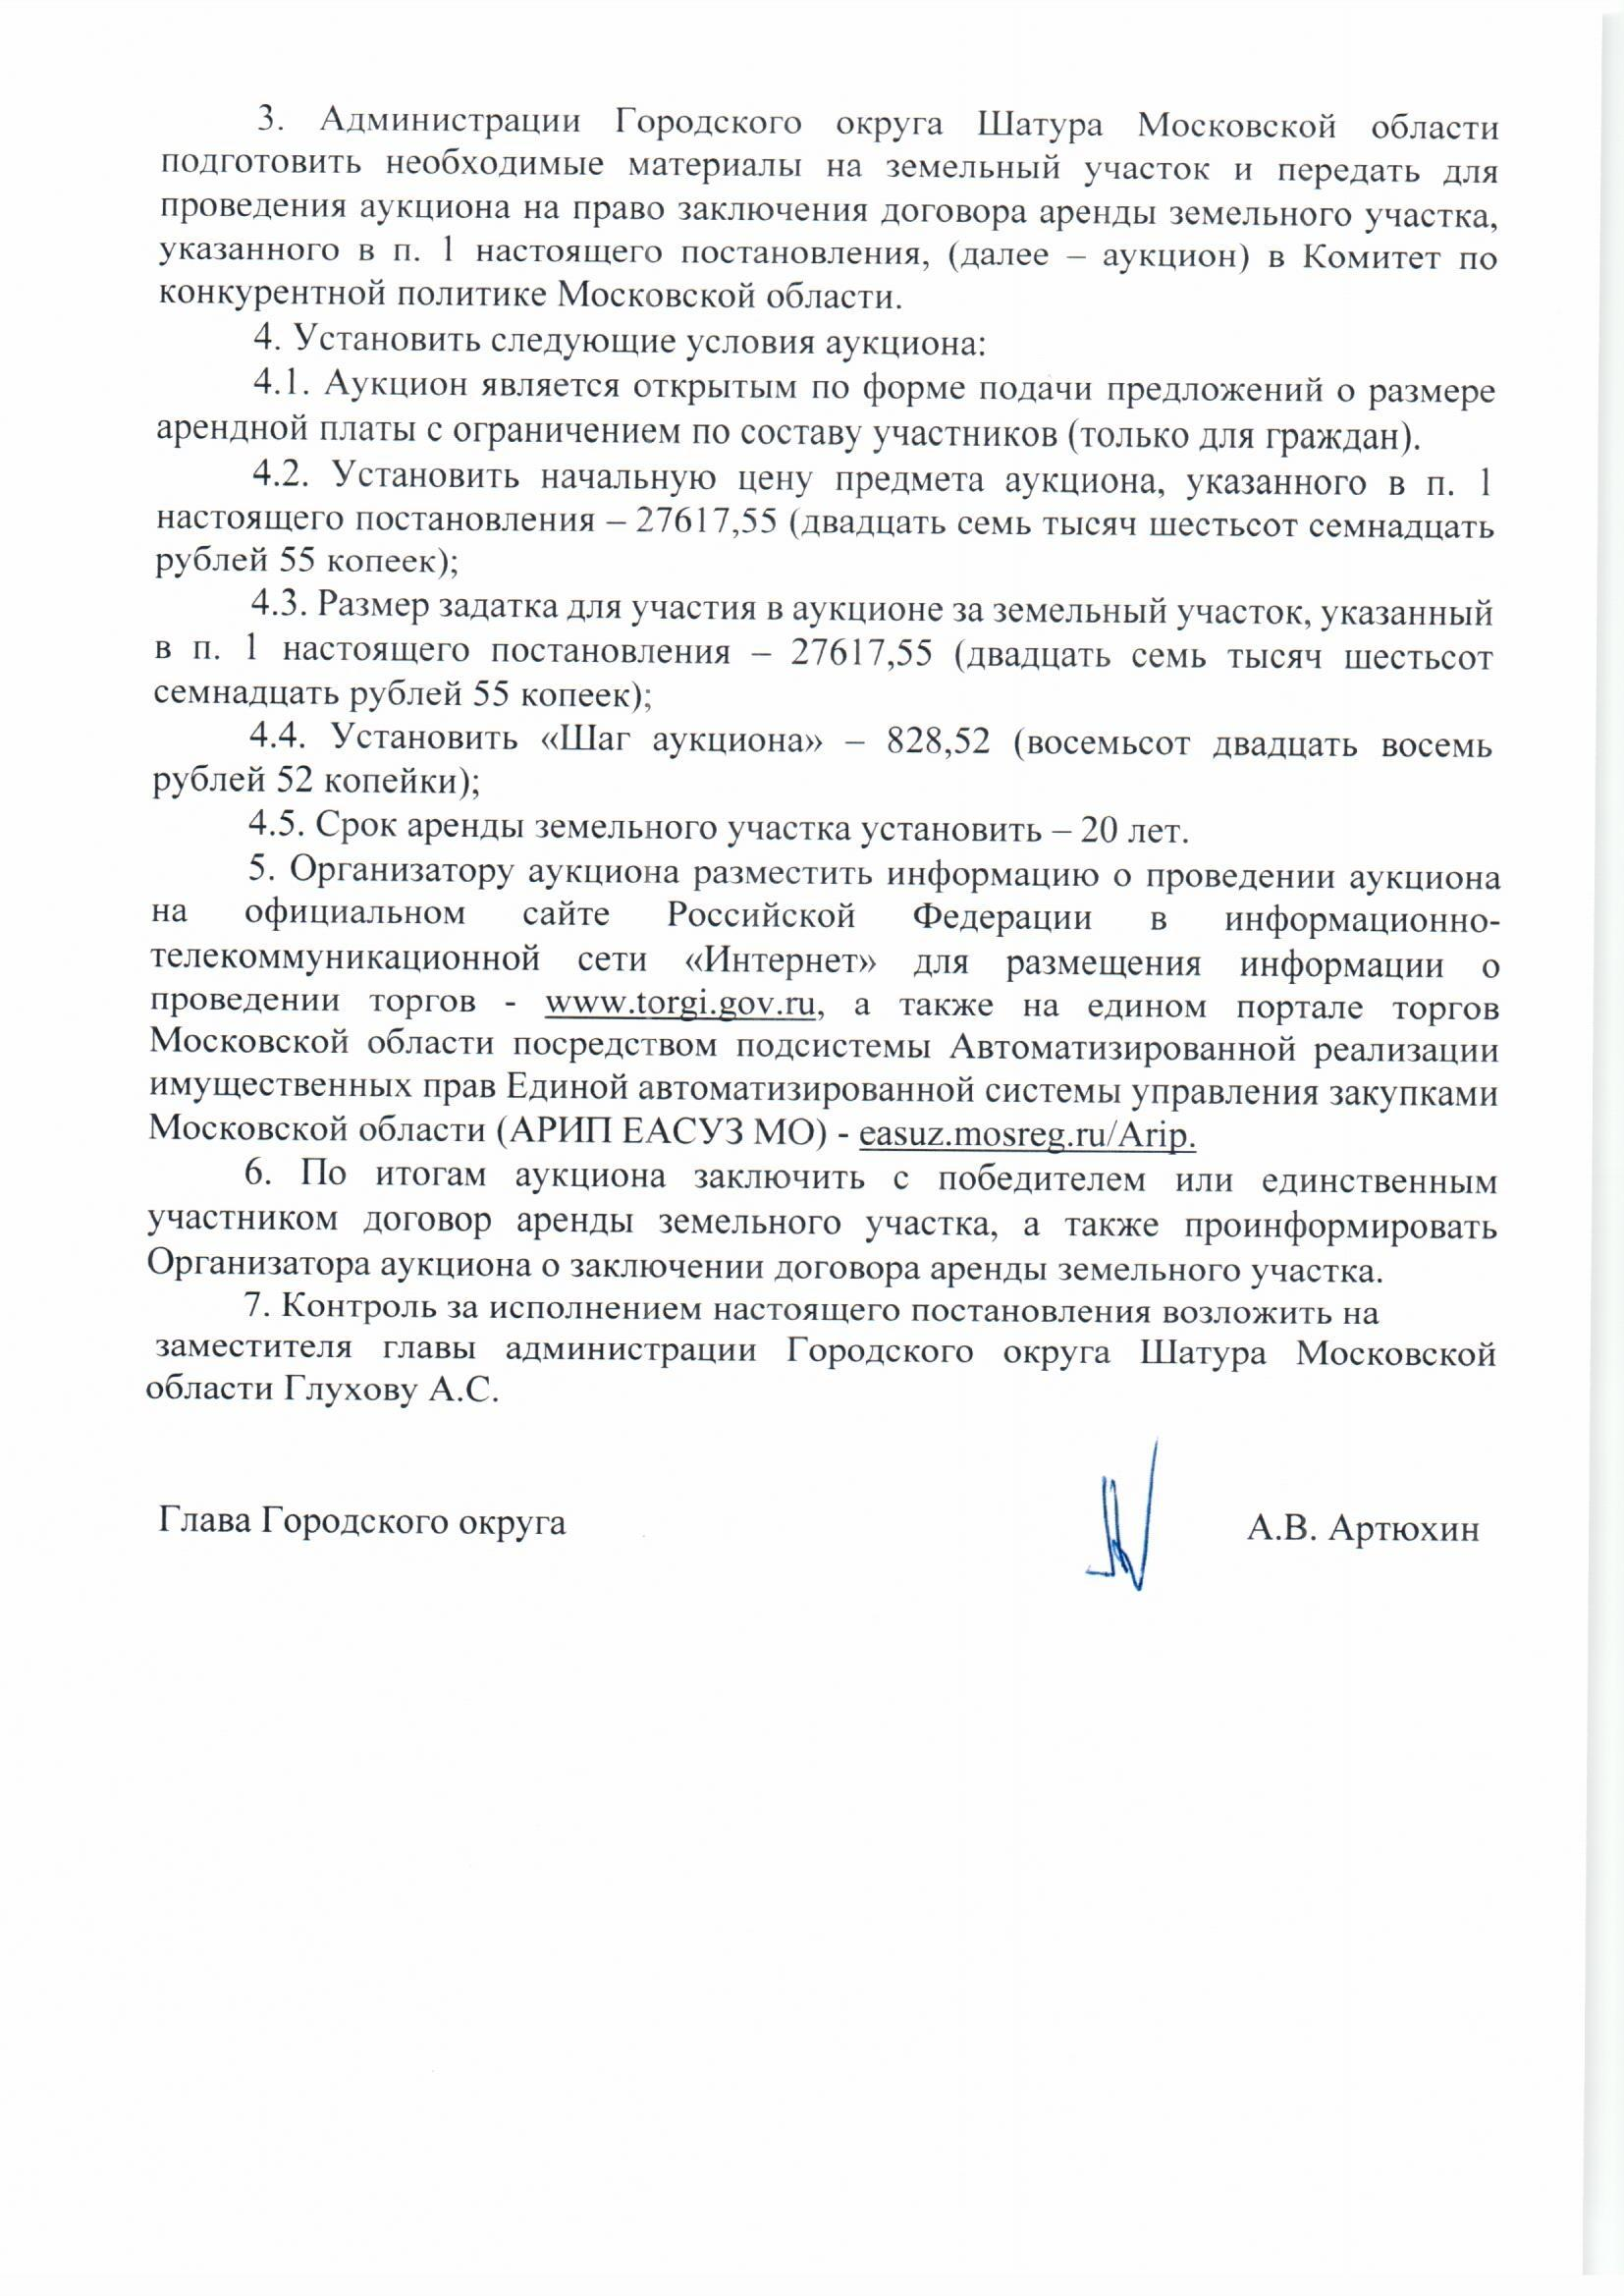 3. Администрации Городского округа Шатура Московской области
подготовить необходимые материалы на земельный участок и передать для
проведения аукциона на право заключения договора аренды земельного участка,
указанного в п. 1 настоящего постановления, (далее – аукцион) в Комитет по
конкурентной политике Московской области.
4. Установить следующие условия аукциона:
4.1. Аукцион является открытым по форме подачи предложений о размере
арендной платы с ограничением по составу участников (только для граждан).
4.2. Установить начальную цену предмета аукциона, указанного в п. 1
настоящего постановления – 27617,55 (двадцать семь тысяч шестьсот семнадцать
рублей 55 копеек);
4.3. Размер задатка для участия в аукционе за земельный участок, указанный
в п. 1 настоящего постановления – 27617,55 (двадцать семь тысяч шестьсот
семнадцать рублей 55 копеек);
4.4. Установить «Шаг аукциона» – 828,52 (восемьсот двадцать восемь
рублей 52 копейки);
4.5. Срок аренды земельного участка установить – 20 лет.
5. Организатору аукциона разместить информацию о проведении аукциона
на официальном сайте Российской Федерации в информационно-
телекоммуникационной сети «Интернет» для размещения информации о
проведении торгов - www.torgi.gov.ru, а также на едином портале торгов
Московской области посредством подсистемы Автоматизированной реализации
имущественных прав Единой автоматизированной системы управления закупками
Московской области (АРИП ЕАСУЗ МО) - easuz.mosreg.ru/Arip.
6. По итогам аукциона заключить с победителем или единственным
участником договор аренды земельного участка, а также проинформировать
Организатора аукциона о заключении договора аренды земельного участка.
7. Контроль за исполнением настоящего постановления возложить на
заместителя главы администрации Городского округа Шатура Московской
области Глухову А.С.
Глава Городского округа А.В. Артюхин